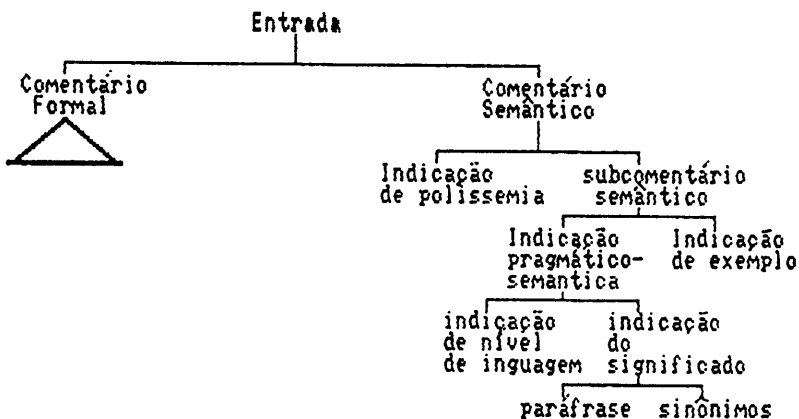 Entrada
Comentário
Formal
Comentário
Semântico
Indicação
de polissemia
subcomentário
semântico
Indicação
pragmático-
semantica
Indicação
de exemplo
indicação
de nível
de inguagem
indicação
do
significado
paráfrase
sinônimos